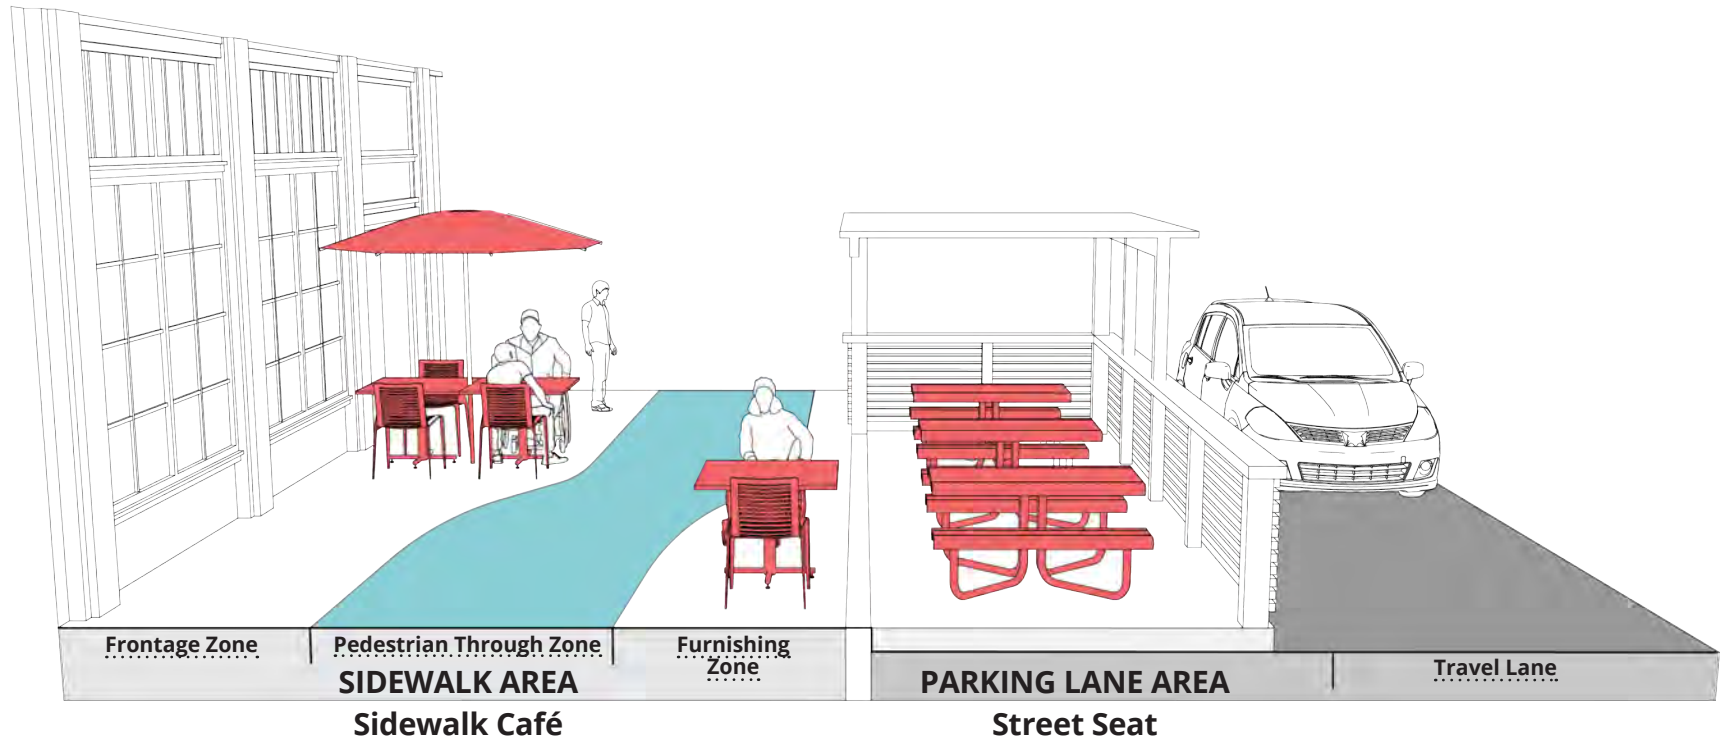 Frontage Zone
Pedestrian Through Zone
Furnishing
Zone
SIDEWALK AREA
PARKING LANE AREA
Travel Lane
Sidewalk Café
Street Seat